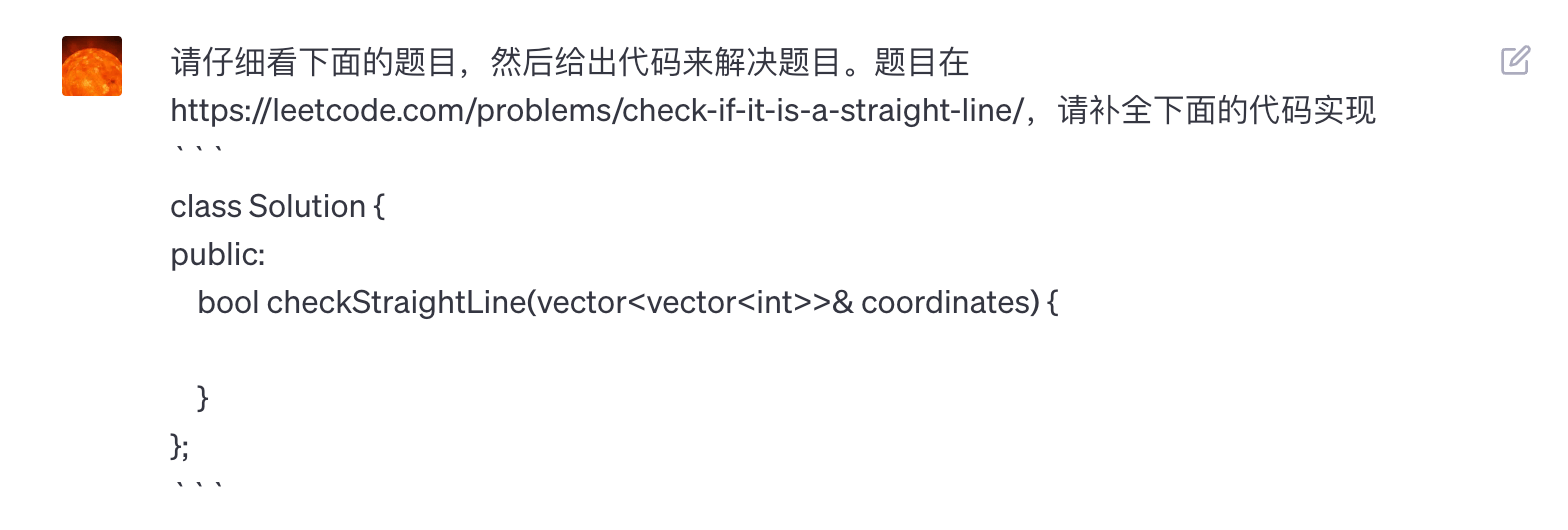 请仔细看下面的题目，然后给出代码来解决题目。题目在
https://leetcode.com/problems/check-if-it-is-a-straight-line/，请补全下面的代码实现
```
class Solution {
public:
    bool checkStraightLine(vector<vector<int>>& coordinates) {
    }
};
```